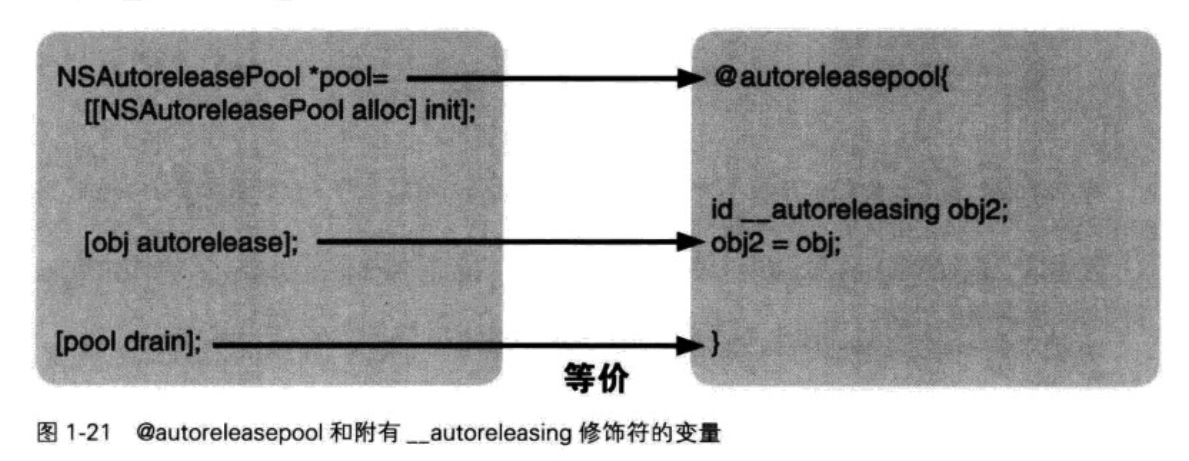 NSAutoreleasePool *pool=
[[NSAutoreleasePool alloc] init];
[obj autorelease];
[pool drain];
@autoreleasepool{
id __autoreleasing obj2;
obj2 = obj;
}
等价
图 1-21 @autoreleasepool 和附有 __autoreleasing 修饰符的变量